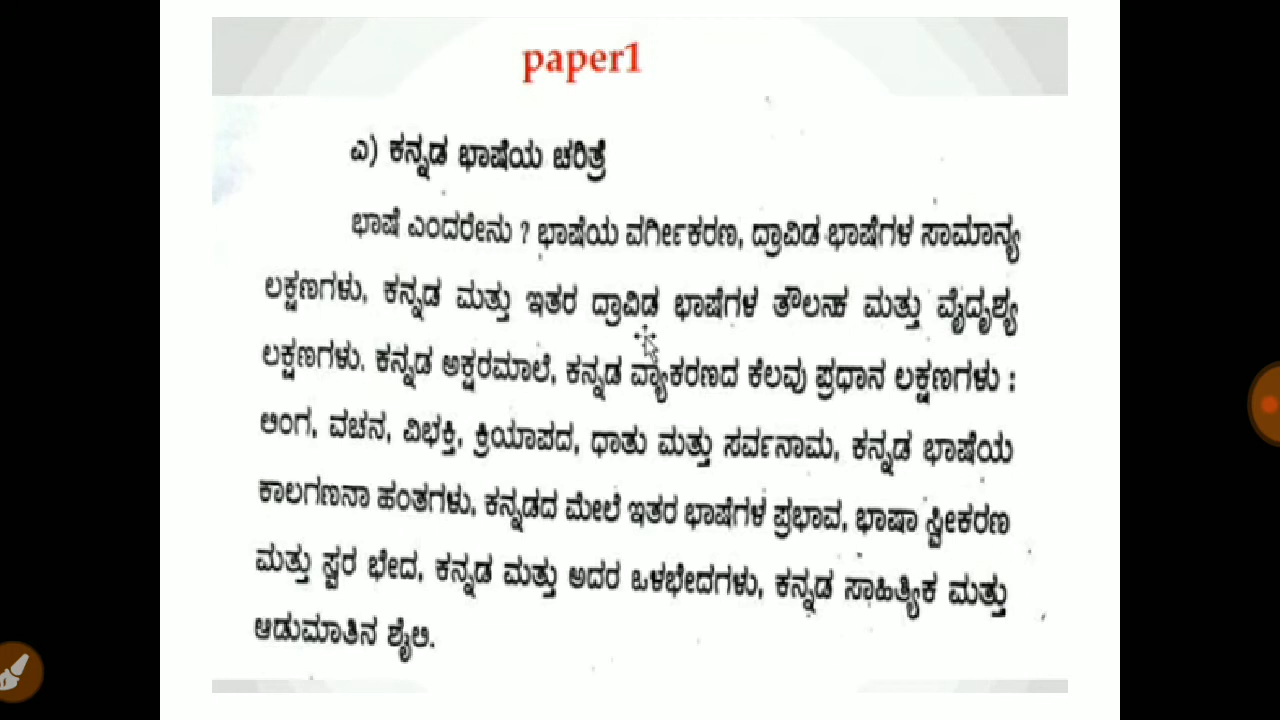 paper1
ಎ) ಕನ್ನಡ ಭಾಷೆಯ ಚರಿತ್ರೆ
ಭಾಷೆ ಎಂದರೇನು ? ಭಾಷೆಯ ವರ್ಗೀಕರಣ, ದ್ರಾವಿಡ ಭಾಷೆಗಳ ಸಾಮಾನ್ಯ
ಲಕ್ಷಣಗಳು, ಕನ್ನಡ ಮತ್ತು ಇತರ ದ್ರಾವಿಡ ಭಾಷೆಗಳ ತೌಲನಿಕ ಮತ್ತು ವೈದೃಶ್ಯ
ಲಕ್ಷಣಗಳು. ಕನ್ನಡ ಅಕ್ಷರಮಾಲೆ, ಕನ್ನಡ ವ್ಯಾಕರಣದ ಕೆಲವು ಪ್ರಧಾನ ಲಕ್ಷಣಗಳು :
ಲಿಂಗ, ವಚನ, ವಿಭಕ್ತಿ, ಕ್ರಿಯಾಪದ, ಧಾತು ಮತ್ತು ಸರ್ವನಾಮ, ಕನ್ನಡ ಭಾಷೆಯ
ಕಾಲಗಣನಾ ಹಂತಗಳು, ಕನ್ನಡದ ಮೇಲೆ ಇತರ ಭಾಷೆಗಳ ಪ್ರಭಾವ, ಭಾಷಾ ಸ್ವೀಕರಣ
ಮತ್ತು ಸ್ವರ ಭೇದ, ಕನ್ನಡ ಮತ್ತು ಅದರ ಒಳಭೇದಗಳು, ಕನ್ನಡ ಸಾಹಿತ್ಯಿಕ ಮತ್ತು
ಆಡುಮಾತಿನ ಶೈಲಿ.